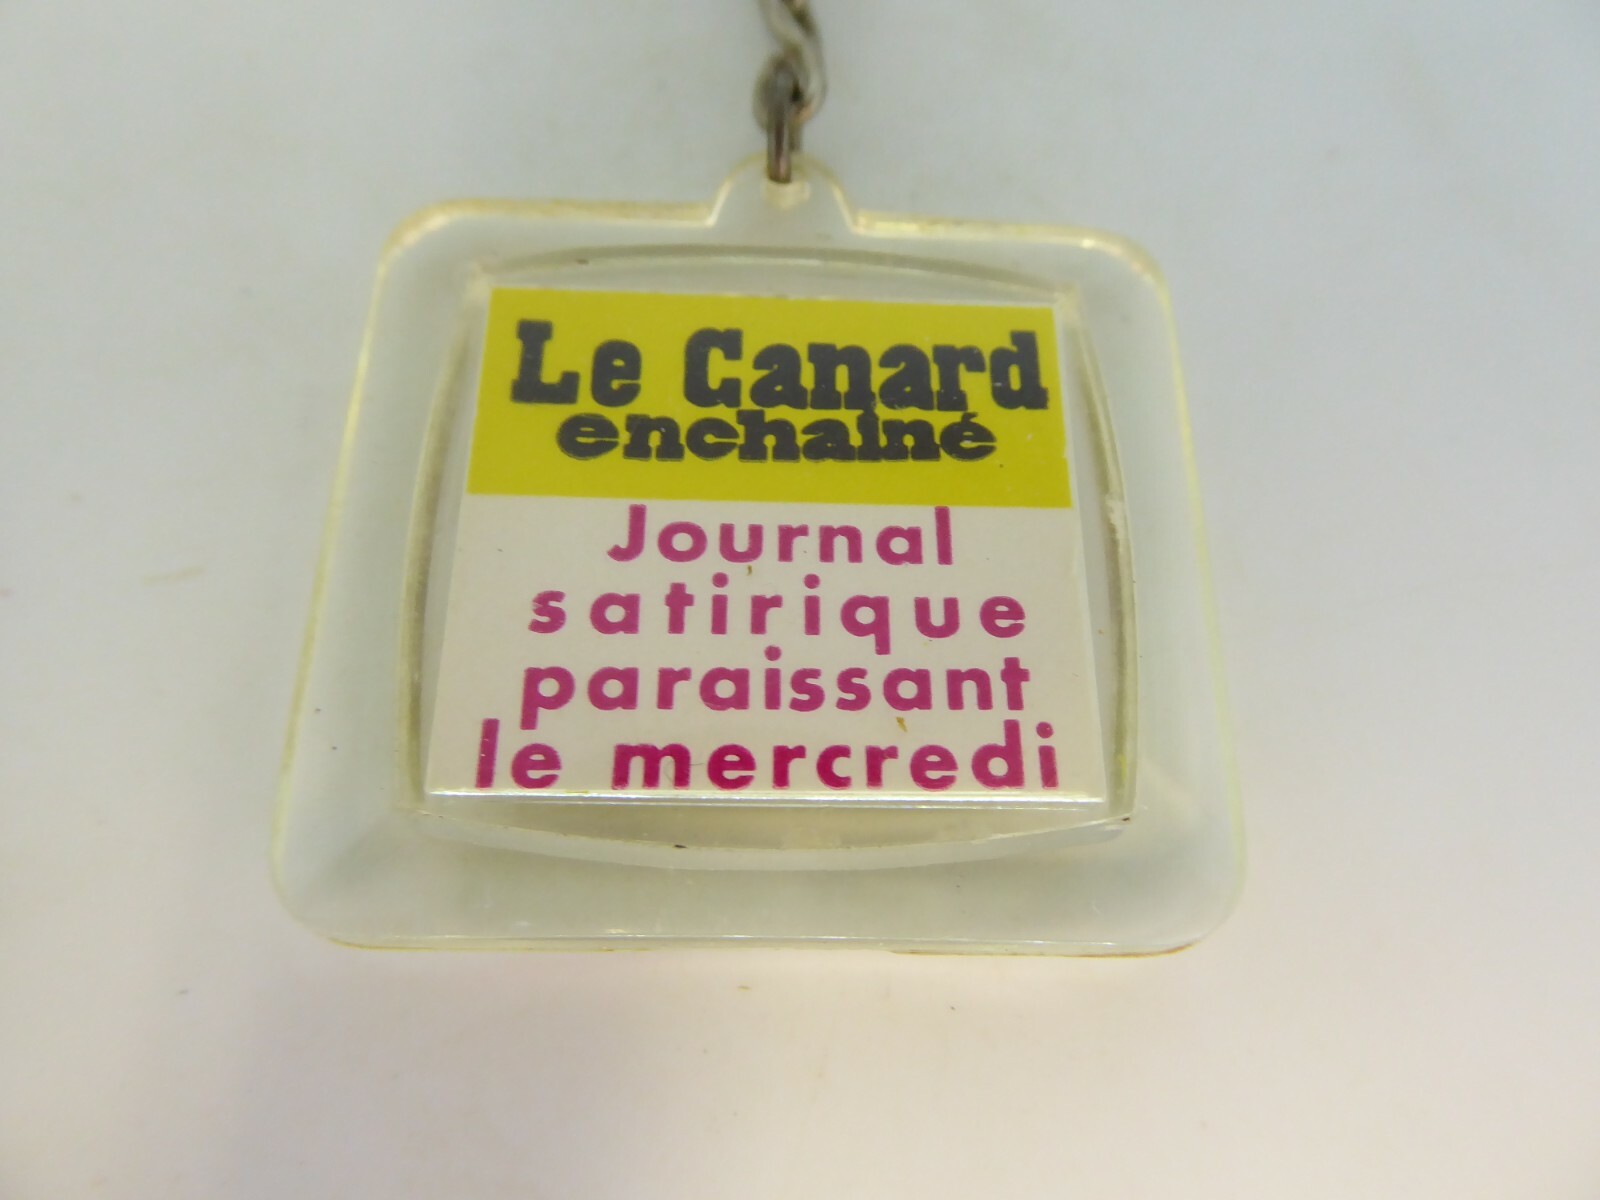 Le Canard
enchaîné
Journal
satirique
paraissant
le mercredi